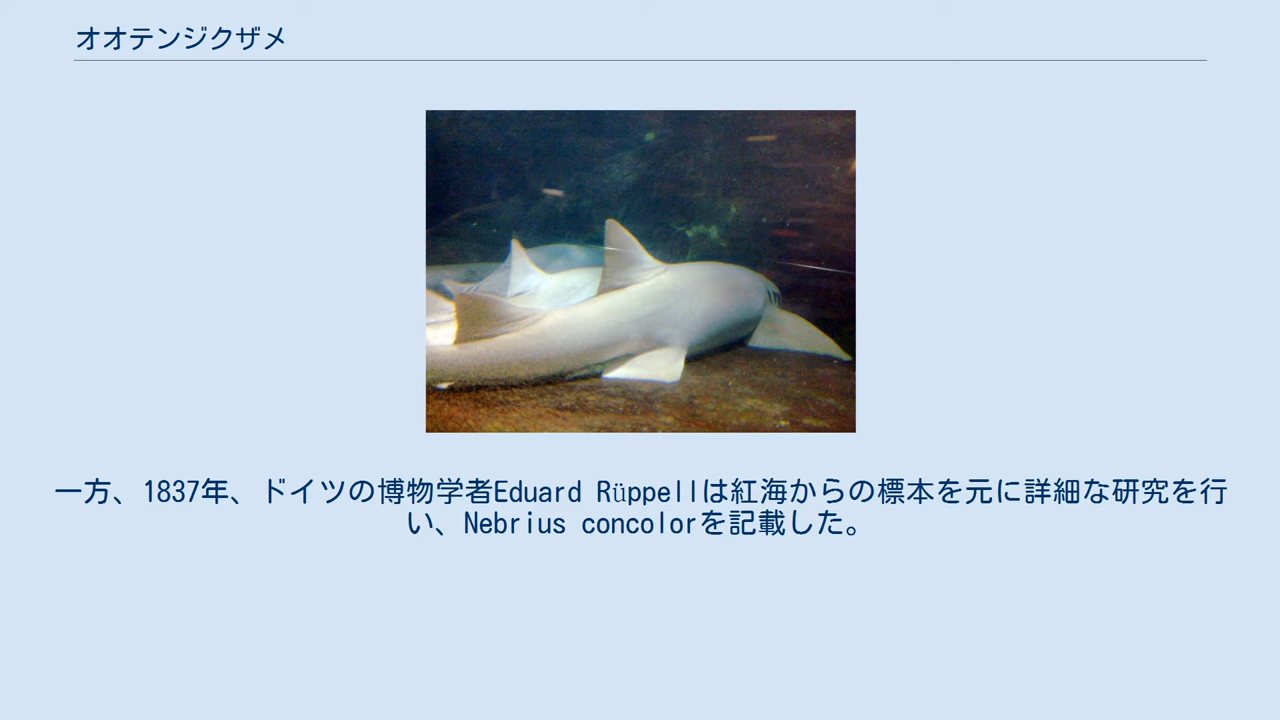 オオテンジクザメ
一方、1837年、ドイツの博物学者Eduard Rüppellは紅海からの標本を元に詳細な研究を行
い、Nebrius concolorを記載した。